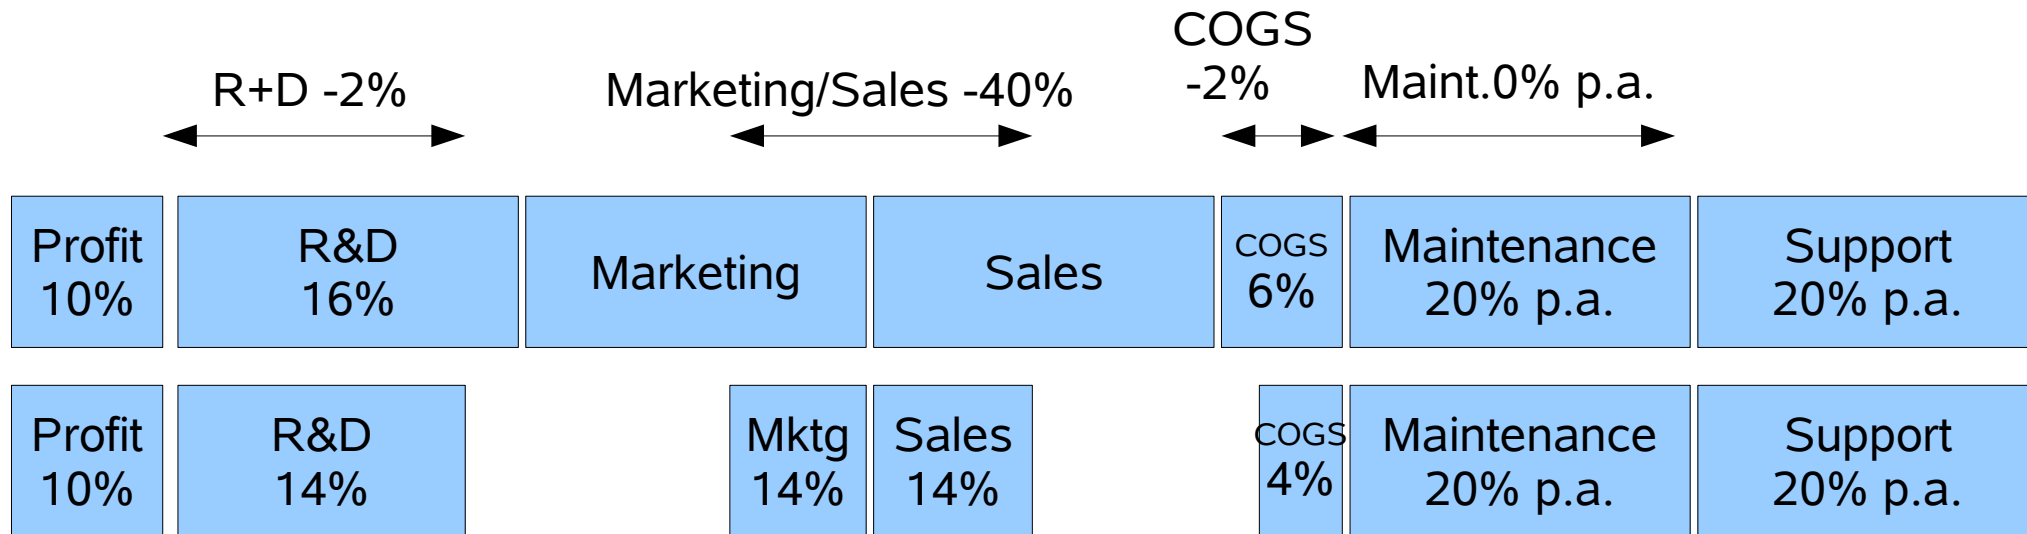 COGS
R+D -2%
Marketing/Sales -40%
-2%
Maint.0% p.a.
Profit
10%
R&D
16%
Marketing
Sales
COGS
6%
Maintenance
20% p.a.
Support
20% p.a.
Profit
10%
R&D
14%
Mktg
14%
Sales
14%
COGS
4%
Maintenance
20% p.a.
Support
20% p.a.